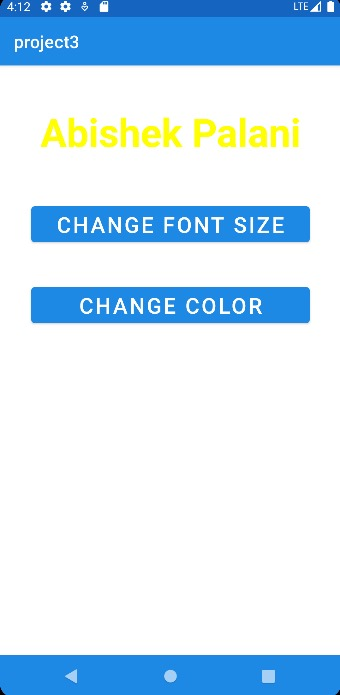 4:12 LTE
project3
Abishek Palani
CHANGE FONT SIZE
CHANGE COLOR